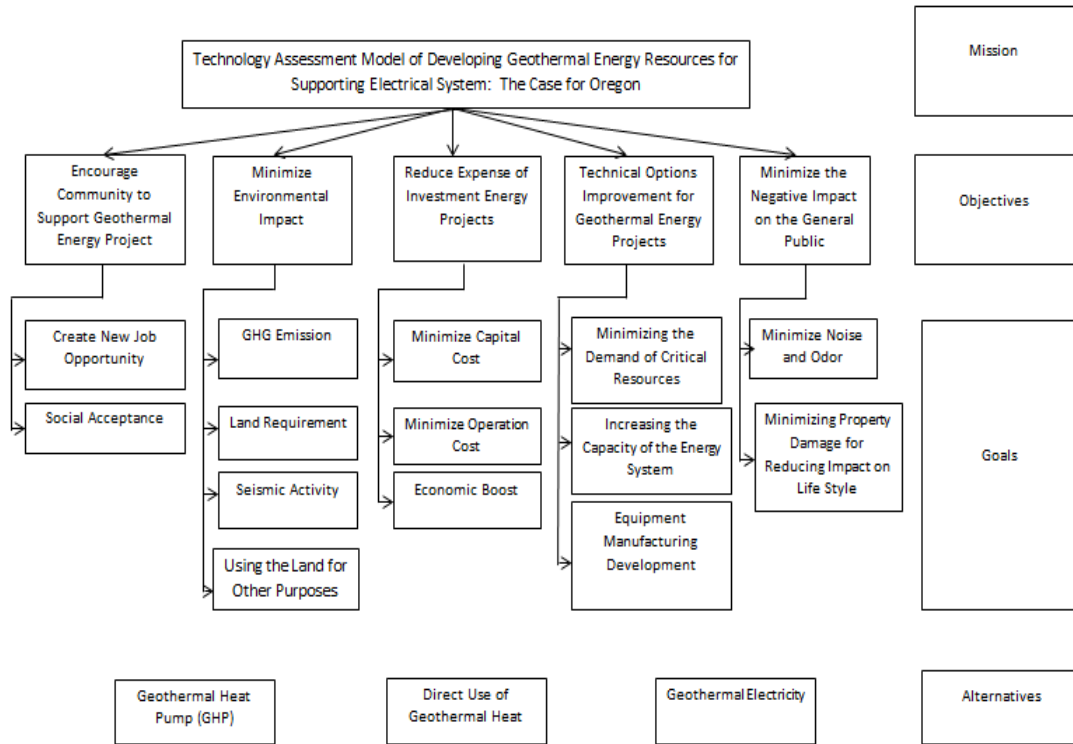 Mission
Technology Assessment Model of Developing Geothermal Energy Resources for
Supporting Electrical System: The Case for Oregon
Encourage
Community to
Support Geothermal
Energy Project
Minimize
Environmental
Impact
Reduce Expense of
Investment Energy
Projects
Technical Options
Improvement for
Geothermal Energy
Projects
Minimize the
Negative Impact
on the General
Public
Objectives
Create New Job
Opportunity
Social Acceptance
GHG Emission
Land Requirement
Seismic Activity
Using the Land for
Other Purposes
Minimize Capital
Cost
Minimize Operation
Cost
Economic Boost
Minimizing the
Demand of Critical
Resources
Increasing the
Capacity of the Energy
System
Equipment
Manufacturing
Development
Minimize Noise
and Odor
Minimizing Property
Damage for
Reducing Impact on
Life Style
Goals
Geothermal Heat
Pump (GHP)
Direct Use of
Geothermal Heat
Geothermal Electricity
Alternatives